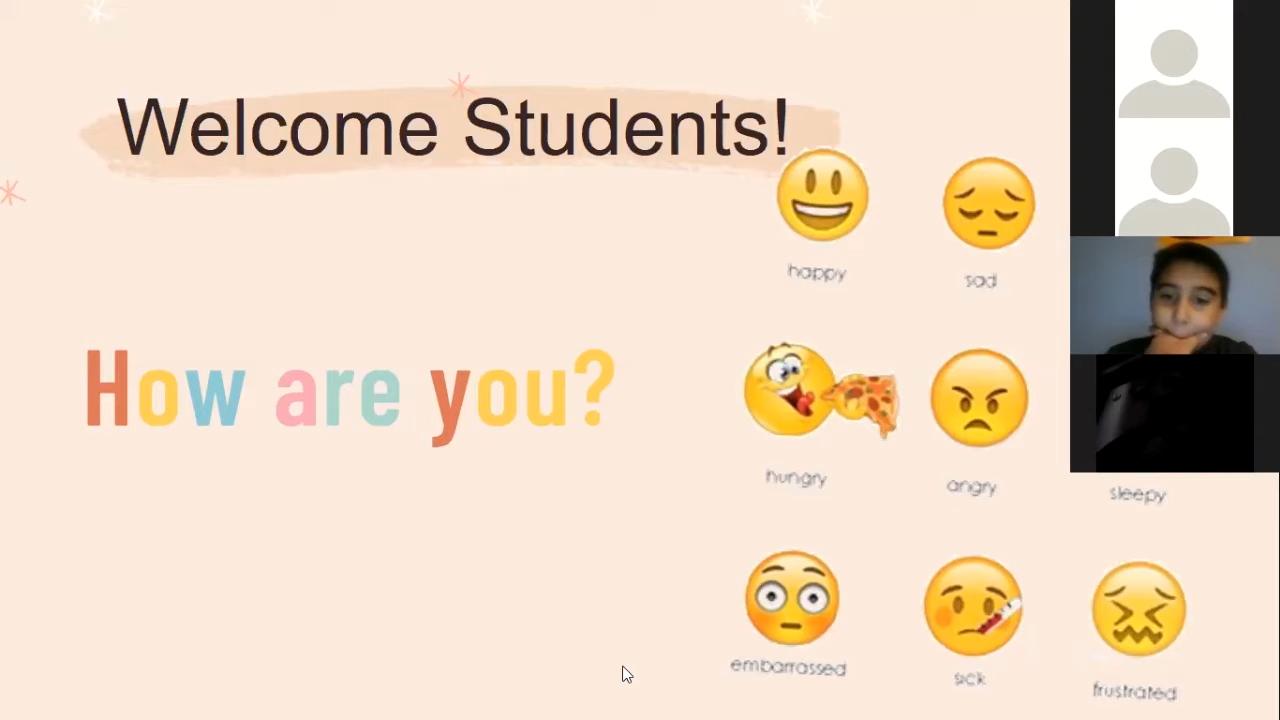 Welcome Students!
happy
sad
How are you?
hungry
angry
sleepy
embarrassed
sick
frustrated